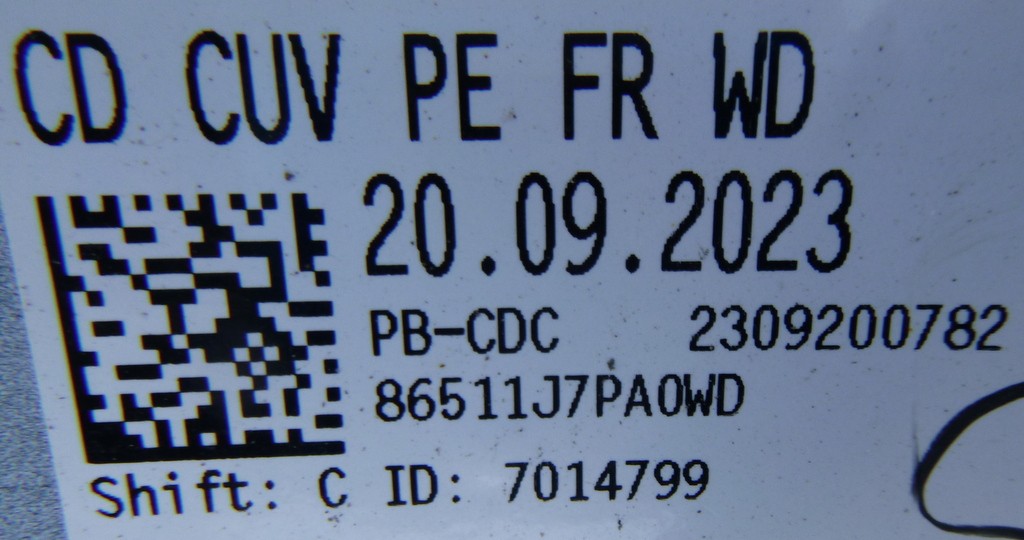 CD CUV PE FR WD
20.09.2023
PB-CDC 2309200782
86511J7PA0WD
Shift: C ID: 7014799